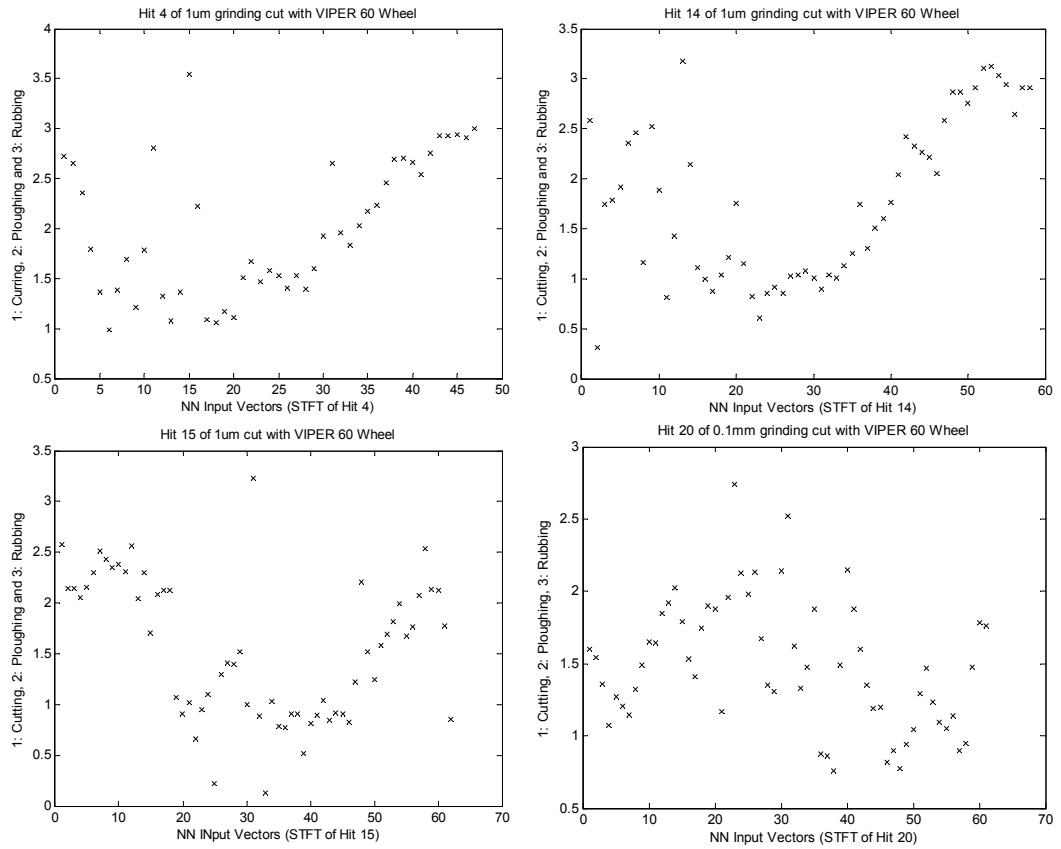 Hit 4 of 1um grinding cut with VIPER 60 Wheel
4
3.5
3
2.5
2
1.5
1
0.5
1: Curring, 2: Ploughing and 3: Rubbing
0 5 10 15 20 25 30 35 40 45 50
NN Input Vectors (STFT of Hit 4)
Hit 14 of 1um grinding cut with VIPER 60 Wheel
3.5
3
2.5
2
1.5
1
0.5
0
1: Cutting, 2: Ploughing and 3: Rubbing
0 10 20 30 40 50 60
NN Input Vectors (STFT of Hit 14)
Hit 15 of 1um cut with VIPER 60 Wheel
3.5
3
2.5
2
1.5
1
0.5
0
1: Cutting, 2: Ploughing and 3: Rubbing
0 10 20 30 40 50 60 70
NN INput Vectors (STFT of Hit 15)
Hit 20 of 0.1mm grinding cut with VIPER 60 Wheel
3
2.5
2
1.5
1
0.5
1: Cutting, 2: Ploughing, 3: Rubbing
0 10 20 30 40 50 60 70
NN Input Vectors (STFT of Hit 20)